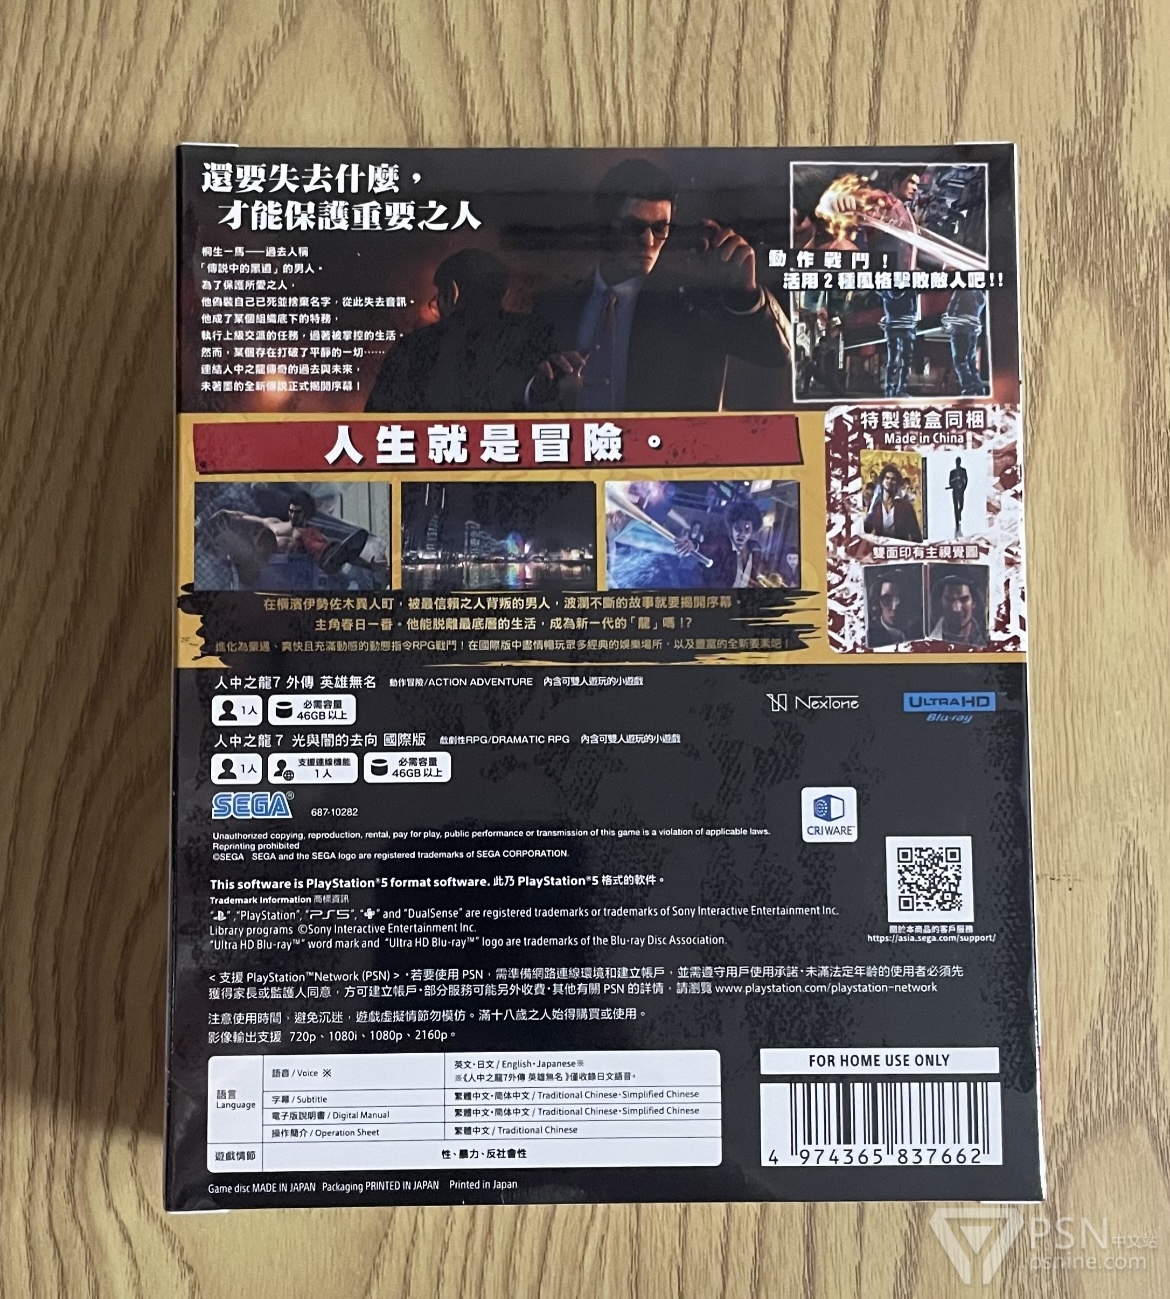 還要失去什麼，
才能保護重要之人
桐生一馬——過去人稱
「傳說中的黑道」的男人。
為了保護所愛之人，
他偽裝自己已死並捨棄名字，從此失去音訊。
他成了某個組織底下的特務，
執行上級交派的任務，過著被掌控的生活。
然而，某個存在打破了平靜的一切……
連結人中之龍傳奇的過去與未來，
未著墨的全新傳說正式揭開序幕！
動作戰鬥！
活用2種風格擊敗敵人吧!!
人生就是冒險。
特製鐵盒同梱
Made in China
雙面印有主視覺圖
在橫濱伊勢佐木異人町，被最信賴之人背叛的男人，波瀾不斷的故事就要揭開序幕。
主角春日一番。他能脫離最底層的生活，成為新一代的「龍」嗎！？
進化為豪邁、爽快且充滿動感的動態指令RPG戰鬥！在國際版中盡情暢玩眾多經典的娛樂場所，以及豐富的全新要素吧！
人中之龍7 外傳 英雄無名 動作冒險/ACTION ADVENTURE 內含可雙人遊玩的小遊戲
1人
必需容量
46GB 以上
NexTone
ULTRA HD
Blu-ray
人中之龍7 光與闇的去向 國際版 戲劇性RPG/DRAMATIC RPG 內含可雙人遊玩的小遊戲
1人
支援連線機能
1人
必需容量
46GB 以上
SEGA®
687-10282
CRIWARE™
Unauthorized copying, reproduction, rental, pay for play, public performance or transmission of this game is a violation of applicable laws.
Reprinting prohibited
©SEGA SEGA and the SEGA logo are registered trademarks of SEGA CORPORATION.
This software is PlayStation®5 format software. 此乃 PlayStation®5 格式的軟件。
Trademark Information 商標資訊
" ", "PlayStation", "PS5", " " and "DualSense" are registered trademarks or trademarks of Sony Interactive Entertainment Inc.
Library programs ©Sony Interactive Entertainment Inc.
"Ultra HD Blu-ray™" word mark and "Ultra HD Blu-ray™" logo are trademarks of the Blu-ray Disc Association.
關於本商品的客戶服務
https://asia.sega.com/support/
< 支援 PlayStation™Network (PSN) >・若要使用 PSN，需準備網路連線環境和建立帳戶，並需遵守用戶使用承諾・未滿法定年齡的使用者必須先
獲得家長或監護人同意，方可建立帳戶・部分服務可能另外收費・其他有關 PSN 的詳情，請瀏覽 www.playstation.com/playstation-network
注意使用時間，避免沉迷，遊戲虛擬情節勿模仿。滿十八歲之人始得購買或使用。
影像輸出支援 720p、1080i、1080p、2160p。
語言
Language
語音 / Voice ※
英文・日文 / English・Japanese※
※《人中之龍7外傳 英雄無名 》僅收錄日文語音。
字幕 / Subtitle
繁體中文・简体中文 / Traditional Chinese・Simplified Chinese
電子版說明書 / Digital Manual
繁體中文・简体中文 / Traditional Chinese・Simplified Chinese
操作簡介 / Operation Sheet
繁體中文 / Traditional Chinese
遊戲情節
性、暴力、反社會性
FOR HOME USE ONLY
4 974365 837662
Game disc MADE IN JAPAN Packaging PRINTED IN JAPAN Printed in Japan
PSN中文站
psnine.com